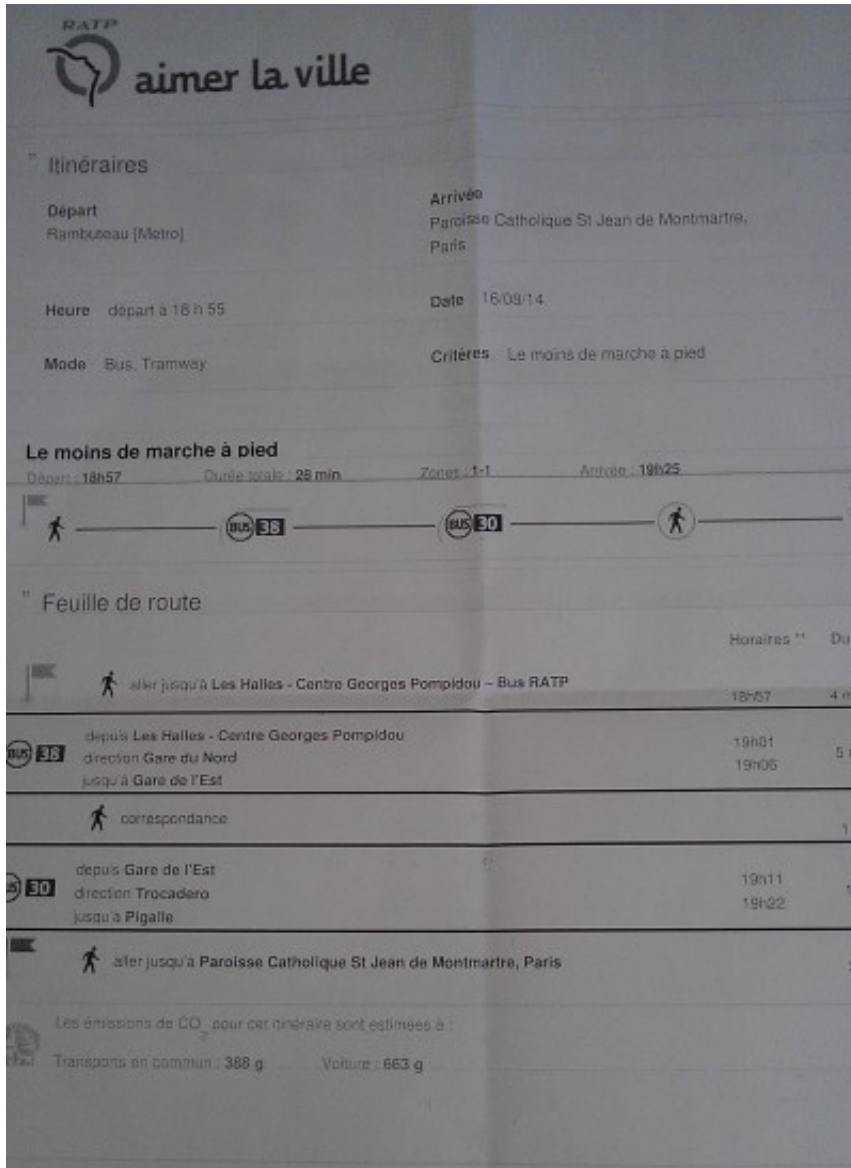 RATP
aimer la ville
" Itinéraires
Départ
Rambuteau [Metro]
Arrivée
Paroisse Catholique St Jean de Montmartre,
Paris
Heure départ à 18 h 55
Date 16/09/14
Mode Bus, Tramway
Critères Le moins de marche à pied
Le moins de marche à pied
Départ : 18h57 Durée totale : 28 min Zones : 1-1 Arrivée : 19h25
BUS 38 BUS 30
" Feuille de route
Horaires ** Du
aller jusqu'à Les Halles - Centre Georges Pompidou – Bus RATP
18h57 4 m
depuis Les Halles - Centre Georges Pompidou
19h01
BUS 38 direction Gare du Nord
19h06
5
jusqu'à Gare de l'Est
correspondance
1
depuis Gare de l'Est
19h11
30 direction Trocadero
19h22
jusqu'à Pigalle
aller jusqu'à Paroisse Catholique St Jean de Montmartre, Paris
Les émissions de CO2 pour cet itinéraire sont estimées à :
Transports en commun : 388 g Voiture : 663 g